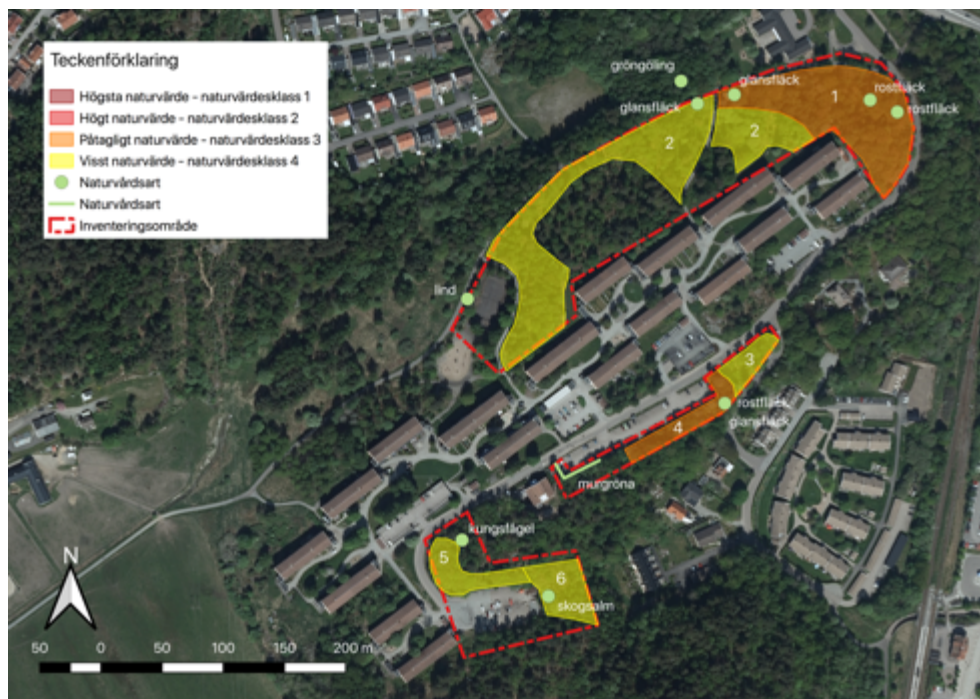 Teckenförklaring
Högsta naturvärde - naturvärdesklass 1
Högt naturvärde - naturvärdesklass 2
Påtagligt naturvärde - naturvärdesklass 3
Visst naturvärde - naturvärdesklass 4
Naturvårdsart
Naturvårdsart
Inventeringsområde
gröngöling
glansfläck
glansfläck
1
rostfläck
rostfläck
2
2
lind
3
rostfläck
glansfläck
4
murgröna
kungsfågel
5
6
skogsalm
N
50 0 50 100 150 200 m